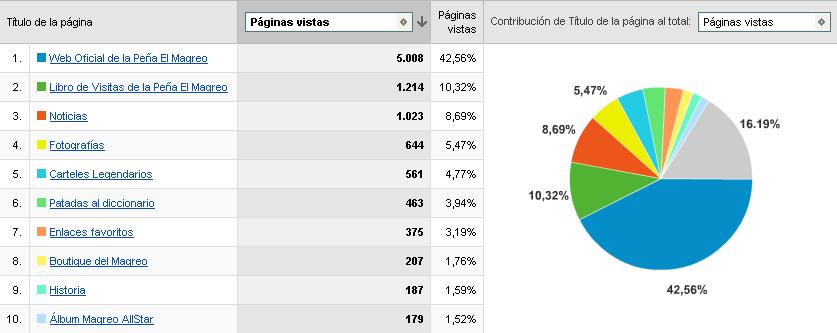 Título de la página Páginas vistas Páginas vistas Contribución de Título de la página al total: Páginas vistas
1. Web Oficial de la Peña El Maqreo 5.008 42,56%
2. Libro de Visitas de la Peña El Maqreo 1.214 10,32%
3. Noticias 1.023 8,69%
4. Fotografías 644 5,47%
5. Carteles Legendarios 561 4,77%
6. Patadas al diccionario 463 3,94%
7. Enlaces favoritos 375 3,19%
8. Boutique del Maqreo 207 1,76%
9. Historia 187 1,59%
10. Álbum Maqreo AllStar 179 1,52%
5,47%
16.19%
8,69%
10,32%
42,56%